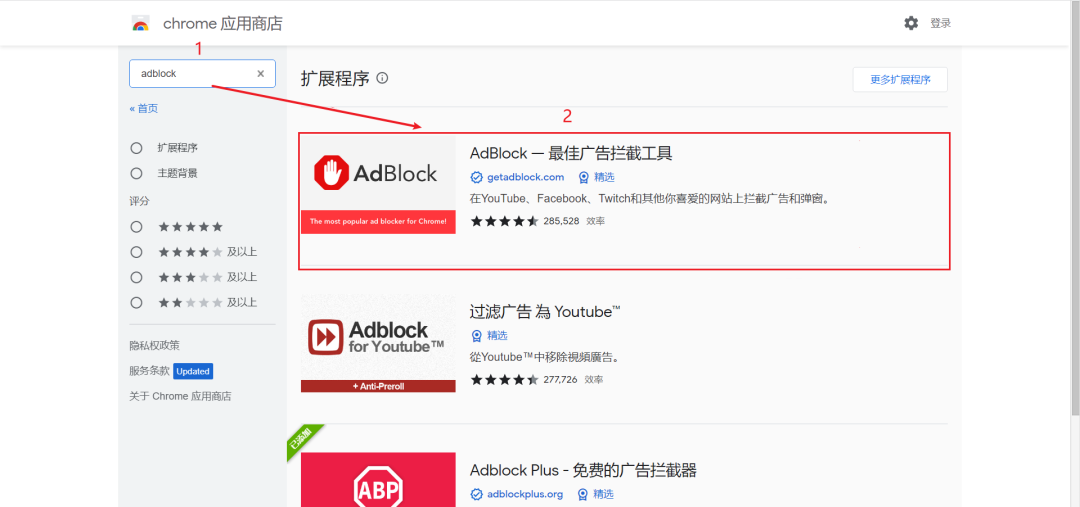 chrome 应用商店
登录
1
adblock
« 首页
扩展程序
主题背景
评分
及以上
及以上
及以上
隐私权政策
服务条款 Updated
关于 Chrome 应用商店
扩展程序
更多扩展程序
2
AdBlock
The most popular ad blocker for Chrome!
AdBlock — 最佳广告拦截工具
getadblock.com 精选
在YouTube、Facebook、Twitch和其他你喜爱的网站上拦截广告和弹窗。
285,528 效率
Adblock
for Youtube™
+ Anti-Preroll
过滤广告 為 Youtube™
精选
從Youtube™中移除視頻廣告。
277,726 效率
已添加
ABP
Adblock Plus - 免费的广告拦截器
adblockplus.org 精选